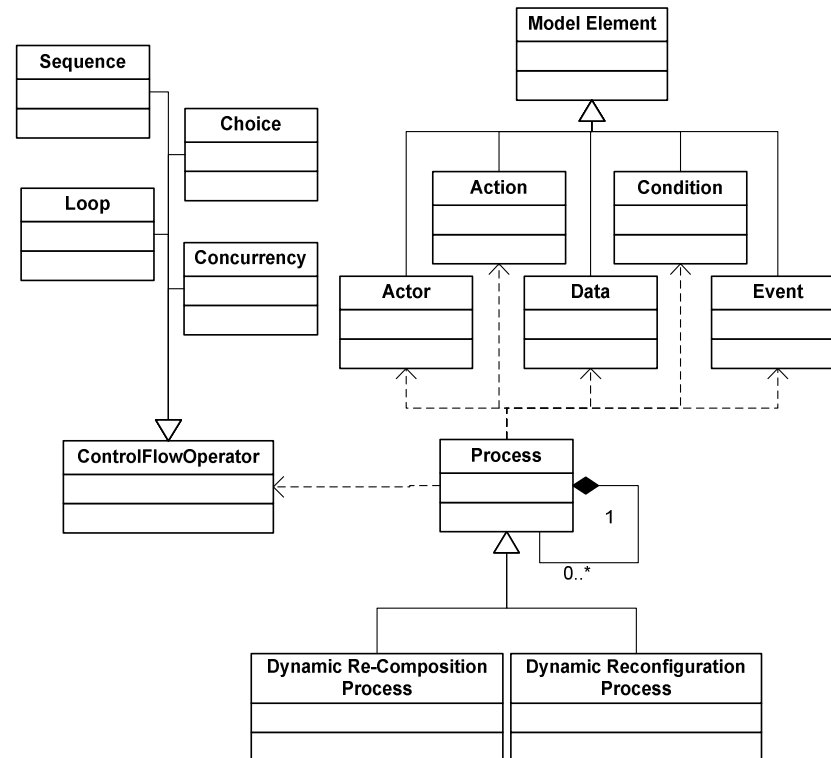 Model Element
Sequence
Choice
Action
Condition
Loop
Concurrency
Actor
Data
Event
ControlFlowOperator
Process
1
0..*
Dynamic Re-Composition
Process
Dynamic Reconfiguration
Process